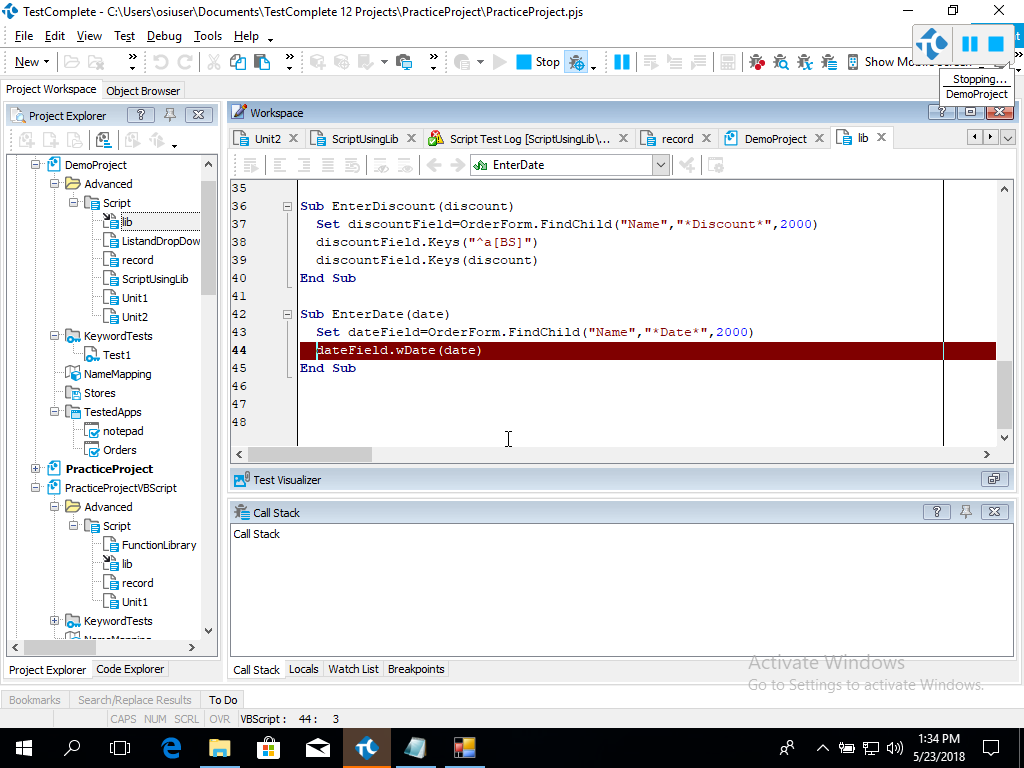 TestComplete - C:\Users\osiuser\Documents\TestComplete 12 Projects\PracticeProject\PracticeProject.pjs
File Edit View Test Debug Tools Help
New Stop Show Mo
Stopping...
DemoProject
Project Workspace Object Browser
Project Explorer
DemoProject
Advanced
Script
lib
ListandDropDow
record
ScriptUsingLib
Unit1
Unit2
KeywordTests
Test1
NameMapping
Stores
TestedApps
notepad
Orders
PracticeProject
PracticeProjectVBScript
Advanced
Script
FunctionLibrary
lib
record
Unit1
KeywordTests
NameMapping
Project Explorer Code Explorer
Workspace
Unit2 ScriptUsingLib Script Test Log [ScriptUsingLib\... record DemoProject lib
EnterDate
35
36 Sub EnterDiscount(discount)
37 Set discountField=OrderForm.FindChild("Name","*Discount*",2000)
38 discountField.Keys("^a[BS]")
39 discountField.Keys(discount)
40 End Sub
41
42 Sub EnterDate(date)
43 Set dateField=OrderForm.FindChild("Name","*Date*",2000)
44 dateField.wDate(date)
45 End Sub
46
47
48
Test Visualizer
Call Stack
Call Stack
Call Stack Locals Watch List Breakpoints
Activate Windows
Go to Settings to activate Windows.
Bookmarks Search/Replace Results To Do
CAPS NUM SCRL OVR VBScript : 44: 3
1:34 PM
5/23/2018